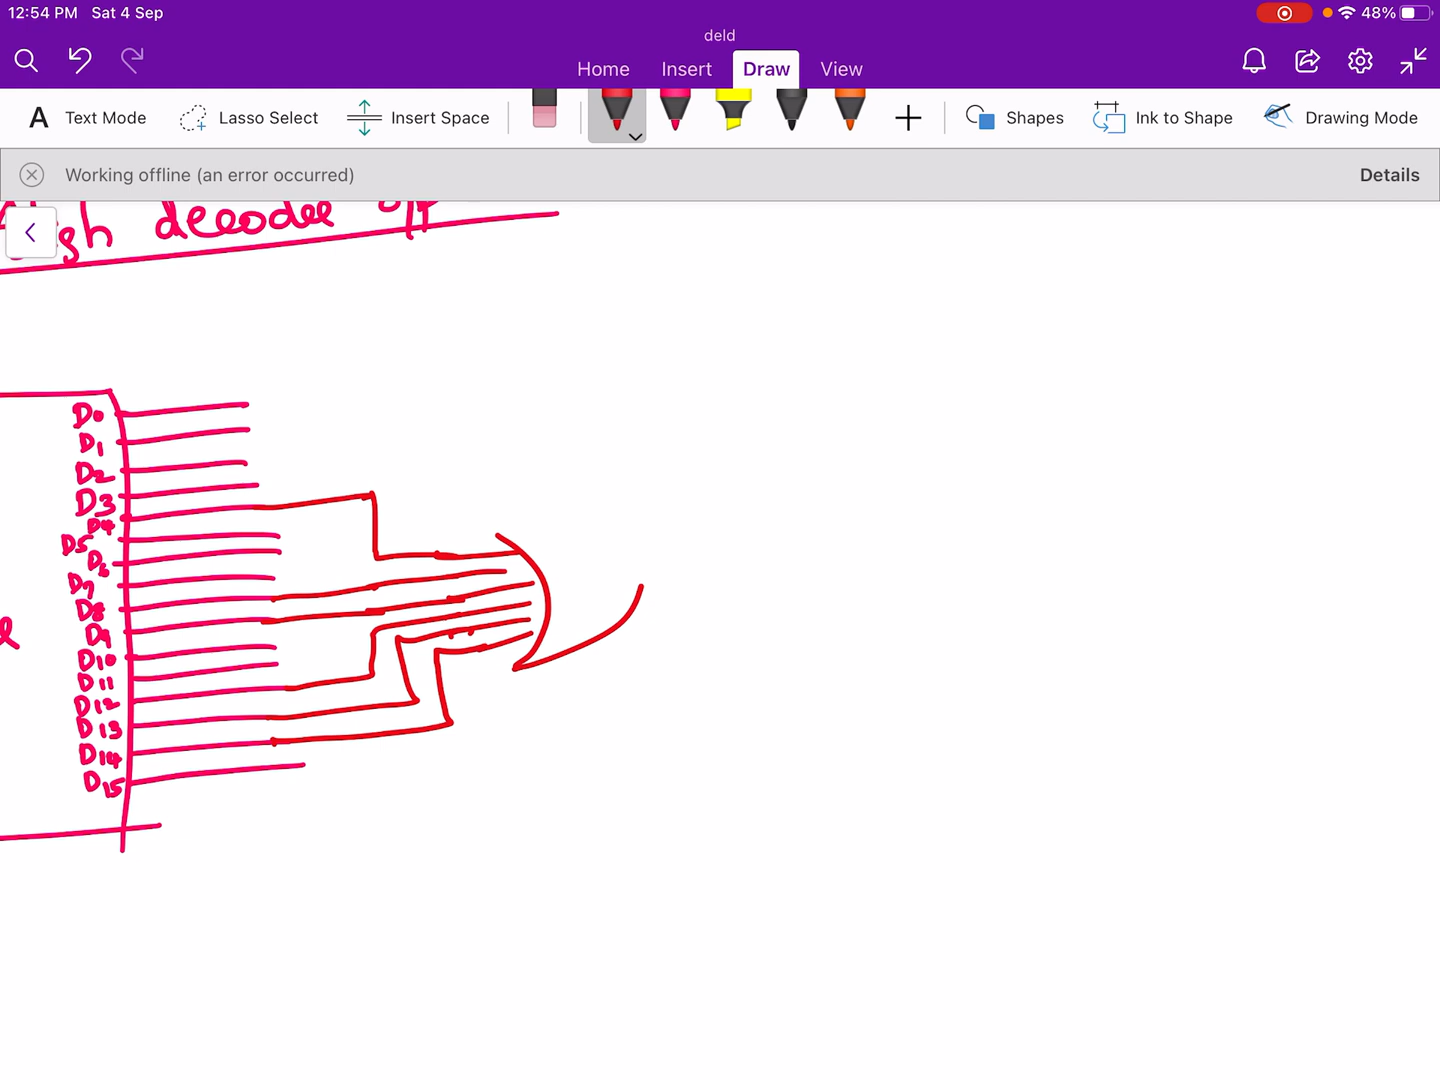 12:54 PM Sat 4 Sep
48%
deld
Home Insert Draw View
A Text Mode Lasso Select Insert Space Shapes Ink to Shape Drawing Mode
Working offline (an error occurred) Details
decoder o/p
D0
D1
D2
D3
D4
D5
D6
D7
D8
D9
D10
D11
D12
D13
D14
D15